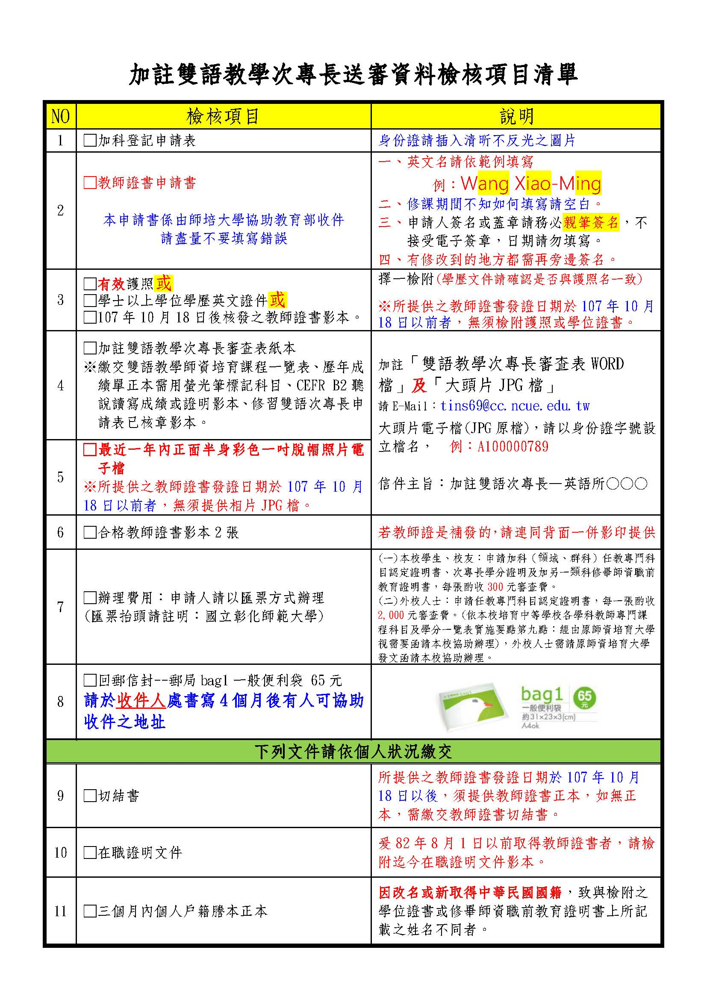 加註雙語教學次專長送審資料檢核項目清單
NO 檢核項目 說明
1 □加科登記申請表 身份證請插入清昕不反光之圖片
2
□教師證書申請書
本申請書係由師培大學協助教育部收件
請盡量不要填寫錯誤
一、英文名請依範例填寫
例：Wang Xiao-Ming
二、修課期間不知如何填寫請空白。
三、申請人簽名或蓋章請務必親筆簽名，不
接受電子簽章，日期請勿填寫。
四、有修改到的地方都需再旁邊簽名。
3
□有效護照或
□學士以上學位學歷英文證件或
□107 年 10 月 18 日後核發之教師證書影本。
擇一檢附(學歷文件請確認是否與護照名一致)
※所提供之教師證書發證日期於 107 年 10 月
18 日以前者，無須檢附護照或學位證書。
4
□加註雙語教學次專長審查表紙本
※繳交雙語教學師資培育課程一覽表、歷年成
績單正本需用螢光筆標記科目、CEFR B2 聽
說讀寫成績或證明影本、修習雙語次專長申
請表已核章影本。
加註「雙語教學次專長審查表 WORD
檔」及「大頭片 JPG 檔」
請 E-Mail：tins69@cc.ncue.edu.tw
大頭片電子檔(JPG 原檔)，請以身份證字號設
立檔名， 例：A100000789
信件主旨：加註雙語次專長—英語所○○○
5
□最近一年內正面半身彩色一吋脫帽照片電
子檔
※所提供之教師證書發證日期於 107 年 10 月
18 日以前者，無須提供相片 JPG 檔。
6 □合格教師證書影本 2 張 若教師證是補發的，請連同背面一併影印提供
7
□辦理費用：申請人請以匯票方式辦理
(匯票抬頭請註明：國立彰化師範大學)
(一)本校學生、校友：申請加科（領域、群科）任教專門科
目認定證明書、次專長學分證明及加另一類科修畢師資職前
教育證明書，每張酌收 300 元審查費。
(二)外校人士：申請任教專門科目認定證明書，每一張酌收
2,000 元審查費。(依本校培育中等學校各學科教師專門課
程科目及學分一覽表實施要點第九點：經由原師資培育大學
視需要函請本校協助辦理)，外校人士需請原師資培育大學
發文函請本校協助辦理。
8
□回郵信封--郵局 bag1 一般便利袋 65 元
請於收件人處書寫 4 個月後有人可協助
收件之地址
bag1 65
一般便利袋 元
約31×23×3(cm)
A4ok
下列文件請依個人狀況繳交
9 □切結書
所提供之教師證書發證日期於 107 年 10 月
18 日以後，須提供教師證書正本，如無正
本，需繳交教師證書切結書。
10 □在職證明文件
爰 82 年 8 月 1 日以前取得教師證書者，請檢
附迄今在職證明文件影本。
11 □三個月內個人戶籍謄本正本
因改名或新取得中華民國國籍，致與檢附之
學位證書或修畢師資職前教育證明書上所記
載之姓名不同者。